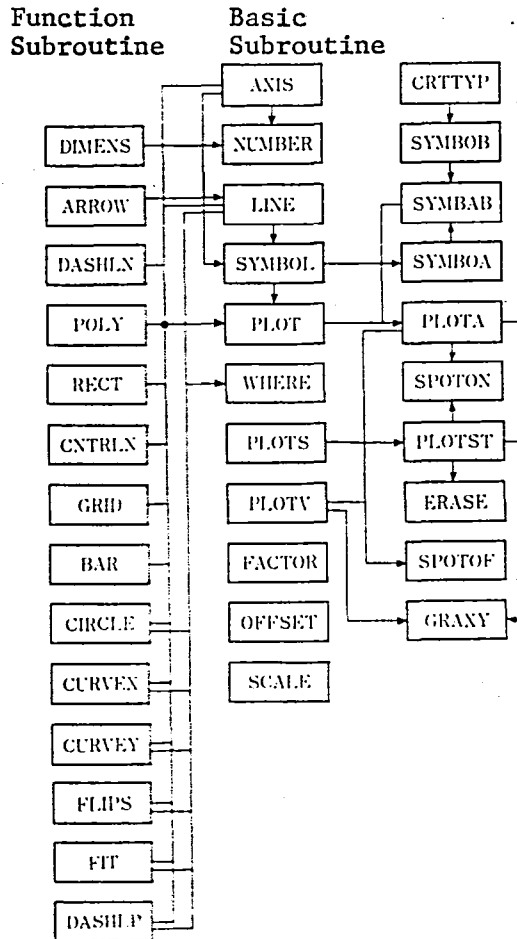 Function
Subroutine
Basic
Subroutine
AXIS
CRTTYP
DIMENS
NUMBER
SYMBOB
ARROW
LINE
SYMBAB
DASHLN
SYMBOL
SYMBOA
POLY
PLOT
PLOTA
RECT
WHERE
SPOTON
CNTRLN
PLOTS
PLOTST
GRID
PLOTV
ERASE
BAR
FACTOR
SPOTOF
CIRCLE
OFFSET
GRAXY
CURVEX
SCALE
CURVEY
FLIPS
FIT
DASHLP